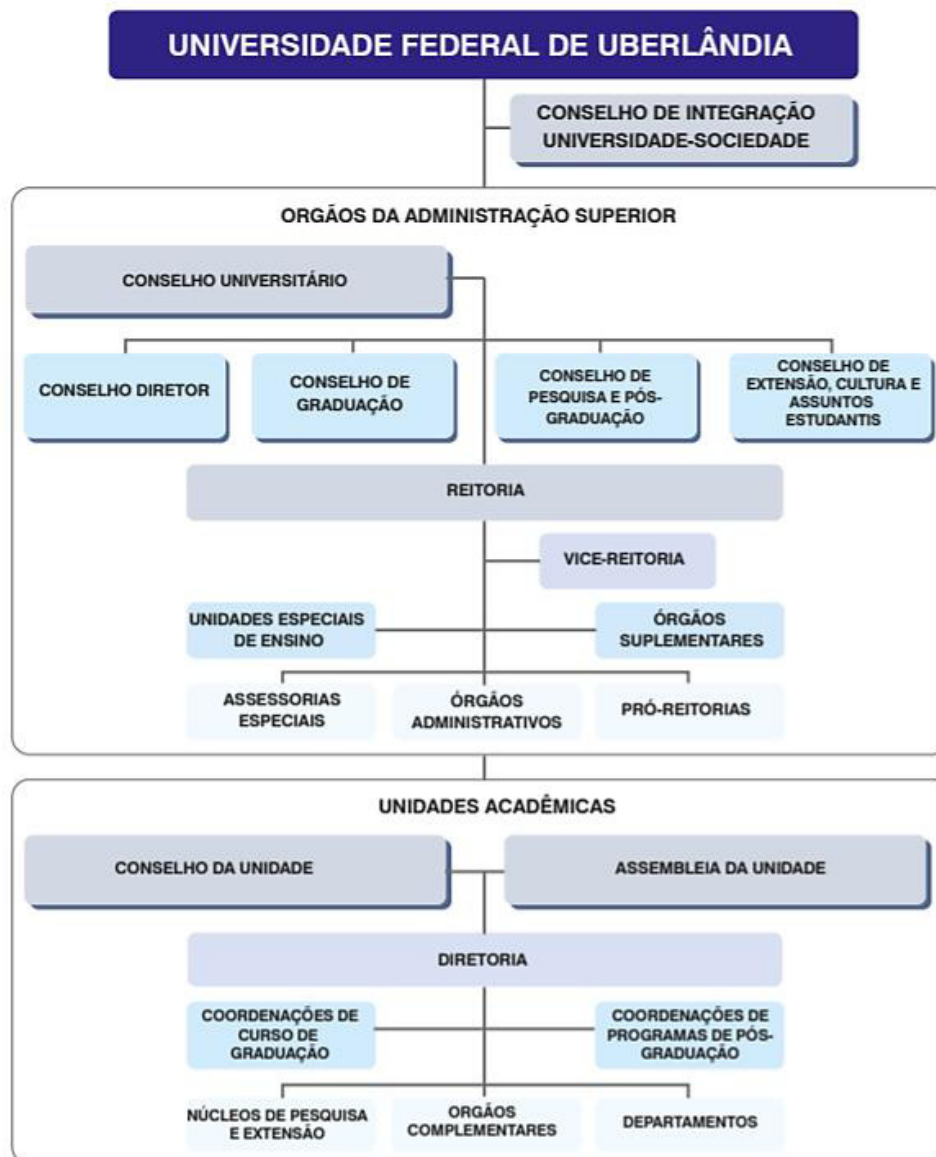 UNIVERSIDADE FEDERAL DE UBERLÂNDIA
CONSELHO DE INTEGRAÇÃO
UNIVERSIDADE-SOCIEDADE
ORGÃOS DA ADMINISTRAÇÃO SUPERIOR
CONSELHO UNIVERSITÁRIO
CONSELHO DIRETOR
CONSELHO DE
GRADUAÇÃO
CONSELHO DE
PESQUISA E PÓS-
GRADUAÇÃO
CONSELHO DE
EXTENSÃO, CULTURA E
ASSUNTOS
ESTUDANTIS
REITORIA
VICE-REITORIA
UNIDADES ESPECIAIS
DE ENSINO
ÓRGÃOS
SUPLEMENTARES
ASSESSORIAS
ESPECIAIS
ÓRGÃOS
ADMINISTRATIVOS
PRÓ-REITORIAS
UNIDADES ACADÊMICAS
CONSELHO DA UNIDADE
ASSEMBLEIA DA UNIDADE
DIRETORIA
COORDENAÇÕES DE
CURSO DE
GRADUAÇÃO
COORDENAÇÕES DE
PROGRAMAS DE PÓS-
GRADUAÇÃO
NÚCLEOS DE PESQUISA
E EXTENSÃO
ORGÃOS
COMPLEMENTARES
DEPARTAMENTOS